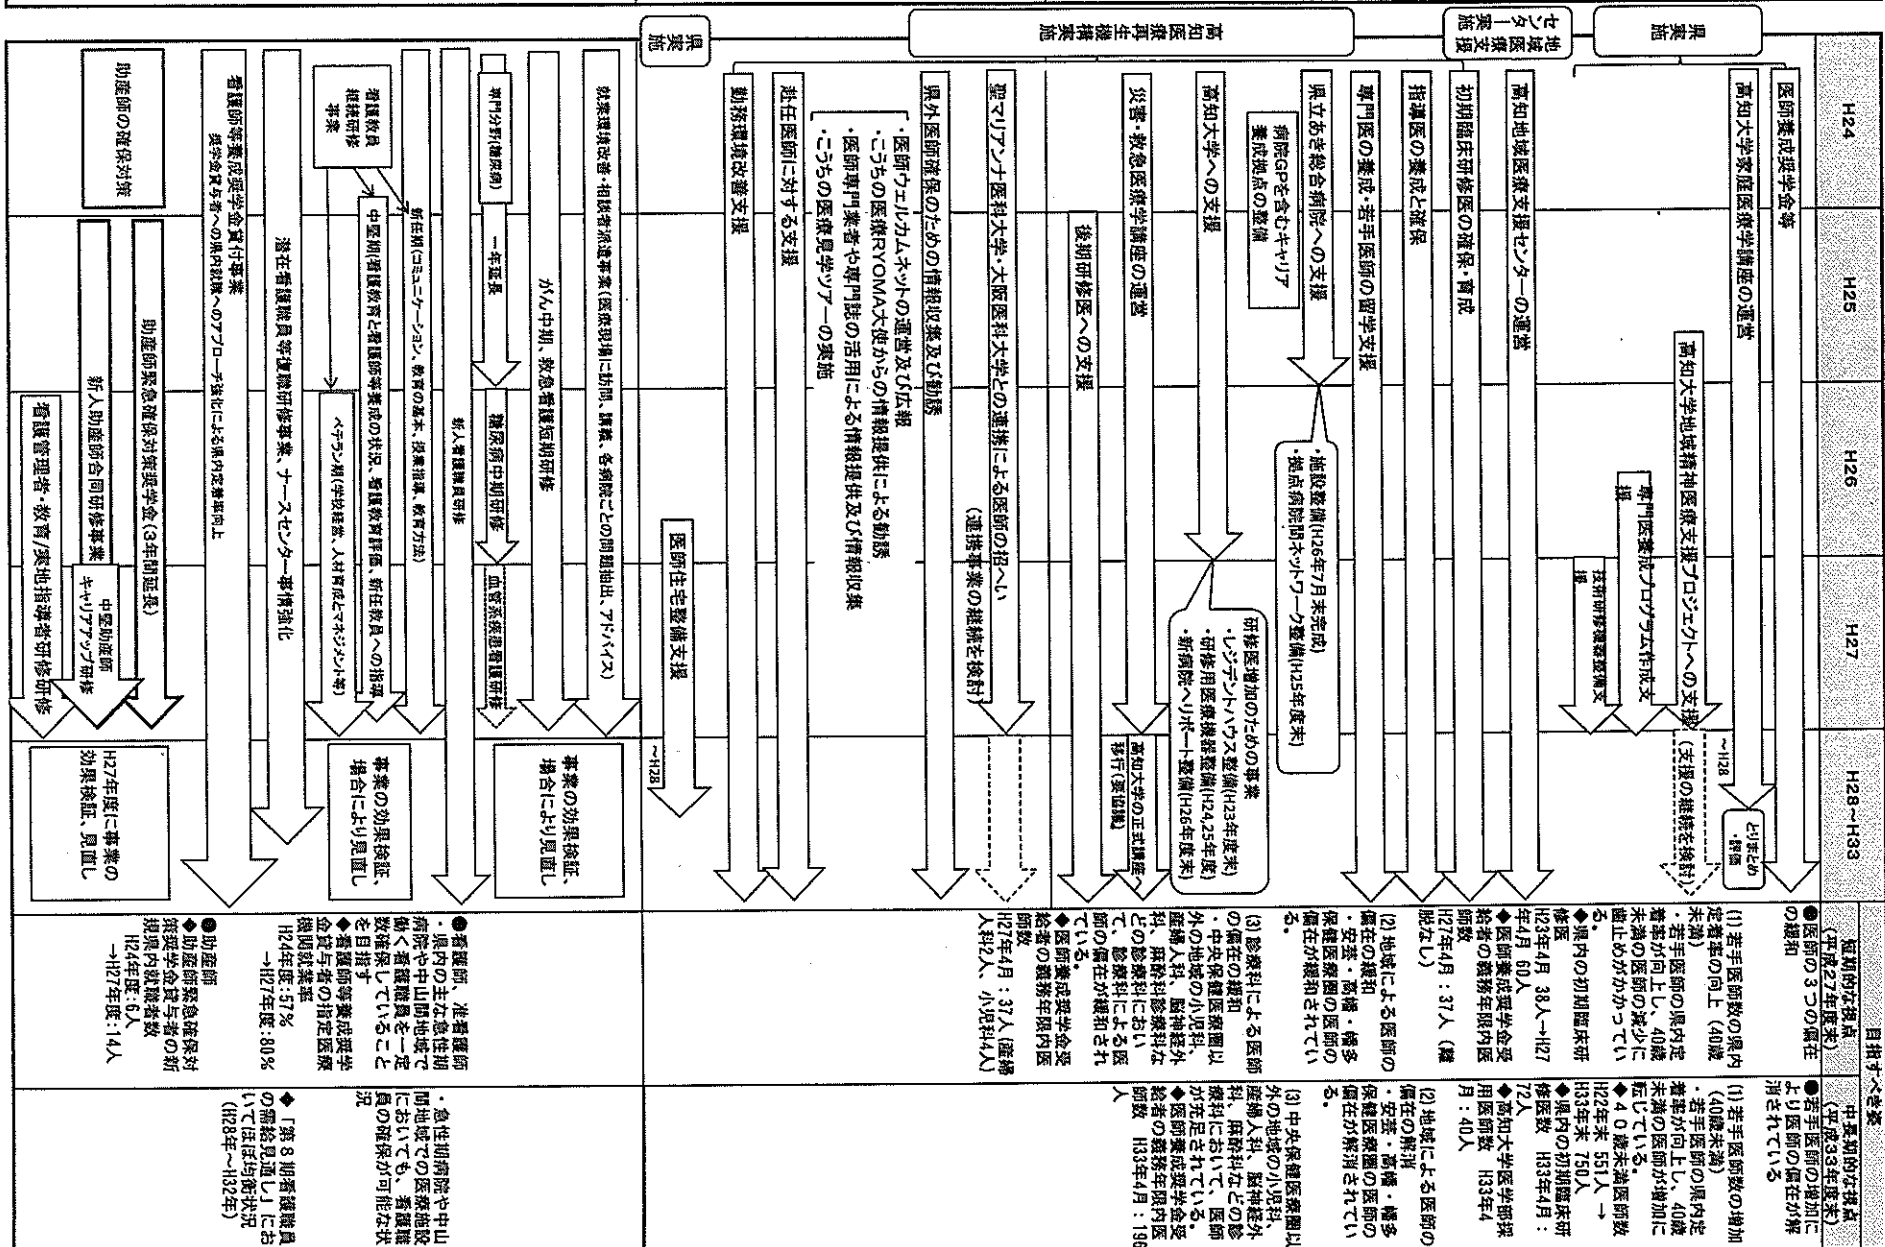 H24
H25
H26
H27
H28～H33
目指すべき姿
短期的な視点
(平成27年度末)
中長期的な視点
(平成33年度末)
県実
施
医師養成奨学金等
高知大学家庭医療学講座の運営
～H28
とりまとめ
・評価
高知大学地域精神医療支援プロジェクトへの支援
(支援の継続を検討)
専門医養成プログラム作成支
援
技術研修機器整備支
援
地域医療支援
センター実
施
高知地域医療支援センターの運営
初期臨床研修医の確保・育成
指導医の養成と確保
専門医の養成・若手医師の留学支援
高知医療再生機構実
施
県立あき総合病院への支援
病院GPを含むキャリア
養成拠点の整備
・施設整備(H26年7月末完成)
・拠点病院間ネットワーク整備(H25年度末)
高知大学への支援
研修医増加のための事業
・レジデントハウス整備(H23年度末)
・研修用医療機器整備(H24,25年度)
・新病院ヘリポート整備(H26年度末)
災害・救急医療学講座の運営
高知大学の正式講座へ
移行(要協議)
後期研修医への支援
聖マリアンナ医科大学・大阪医科大学との連携による医師の招へい
(連携事業の継続を検討)
県外医師確保のための情報収集及び勧誘
・医師ウェルカムネットの運営及び広報
・こうちの医療RYOMA大使からの情報提供による勧誘
・医師専門業者や専門誌の活用による情報提供及び情報収集
・こうちの医療見学ツアーの実施
赴任医師に対する支援
勤務環境改善支援
県実
施
医師住宅整備支援
～H28
就業環境改善・相談者派遣事業(医療現場に訪問、講義、各病院ごとの問題抽出、アドバイス)
がん中期、救急看護短期研修
専門分野(糖尿病)
一年延長
糖尿病中期研修
血管系疾患看護研修
事業の効果検証、
場合により見直し
新人看護職員研修
看護教員
継続研修
事業
新任期(コミュニケーション、教育の基本、授業指導、教育方法)
中堅期(看護教育と看護師等養成の状況、看護教育評価、新任教員への指導
ベテラン期(学校経営、人材育成とマネジメント等)
事業の効果検証、
場合により見直し
潜在看護職員等復職研修事業、ナースセンター事情強化
看護師等養成奨学金貸付事業
奨学金貸与者への県内就職へのアプローチ強化による県内定着率向上
助産師の確保対策
助産師緊急確保対策奨学金(3年間延長)
新人助産師合同研修事業
中堅助産師
キャリアアップ研修
看護管理者・教育/実地指導者研修研修
H27年度に事業の
効果検証、見直し
●医師の３つの偏在
の緩和
(1) 若手医師数の県内
定着率の向上 (40歳
未満)
・若手医師の県内定
着率が向上し、40歳
未満の医師の減少に
歯止めがかかってい
る。
◆県内の初期臨床研
修医
H23年4月 38人→H27
年4月 60人
◆医師養成奨学金受
給者の義務年限内医
師数
H27年4月：37人 (離
脱なし)
(2) 地域による医師の
偏在の緩和
・安芸・高幡・幡多
保健医療圏の医師の
偏在が緩和されてい
る。
(3) 診療科による医師
の偏在の緩和
・中央保健医療圏以
外の地域の小児科、
産婦人科、脳神経外
科、麻酔科診療科な
どの診療科におい
て、診療科による医
師の偏在が緩和され
ている。
◆医師養成奨学金受
給者の義務年限内医
師数
H27年4月：37人(産婦
人科2人、小児科4人)
●看護師、准看護師
・県内の主な急性期
病院や中山間地域で
働く看護職員を一定
数確保していること
を目指す
◆看護師等養成奨学
金貸与者の指定医療
機関就業率
H24年度：57%
→H27年度：80%
●助産師
◆助産師緊急確保対
策奨学金貸与者の新
規県内就職者数
H24年度：6人
→H27年度：14人
●若手医師の増加に
より医師の偏在が解
消されている
(1) 若手医師数の増加
(40歳未満)
・若手医師の県内定
着率が向上し、40歳
未満の医師が増加に
転じている。
◆４０歳未満医師数
H22年末 551人 →
H33年末 750人
◆県内の初期臨床研
修医数 H33年4月：
72人
◆高知大学医学部採
用医師数 H33年4
月：40人
(2) 地域による医師の
偏在の解消
・安芸・高幡・幡多
保健医療圏の医師の
偏在が解消されてい
る。
(3) 中央保健医療圏以
外の地域の小児科、
産婦人科、脳神経外
科、麻酔科などの診
療科において、医師
が充足されている。
◆医師養成奨学金受
給者の義務年限内医
師数 H33年4月：196
人
・急性期病院や中山
間地域での医療施設
においても、看護職
員の確保が可能な状
況
◆「第８期看護職員
の需給見通し」にお
いてほぼ均衡状況
(H28年～H32年)